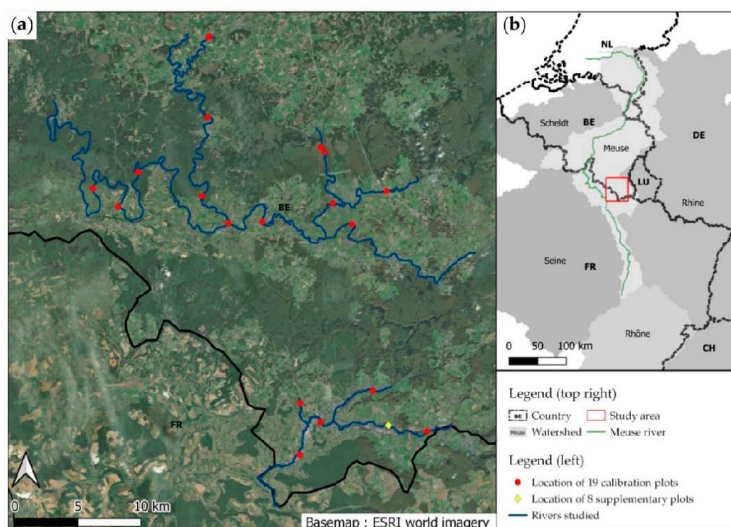 (a)
BE
FR
0 5 10 km
Basemap : ESRI world imagery
(b)
NL
BE
Scheldt
DE
Meuse
LU
Rhine
Seine
FR
Rhône
CH
0 50 100 km
Legend (top right)
BE Country Study area
Meuse Watershed Meuse river
Legend (left)
Location of 19 calibration plots
Location of 8 supplementary plots
Rivers studied